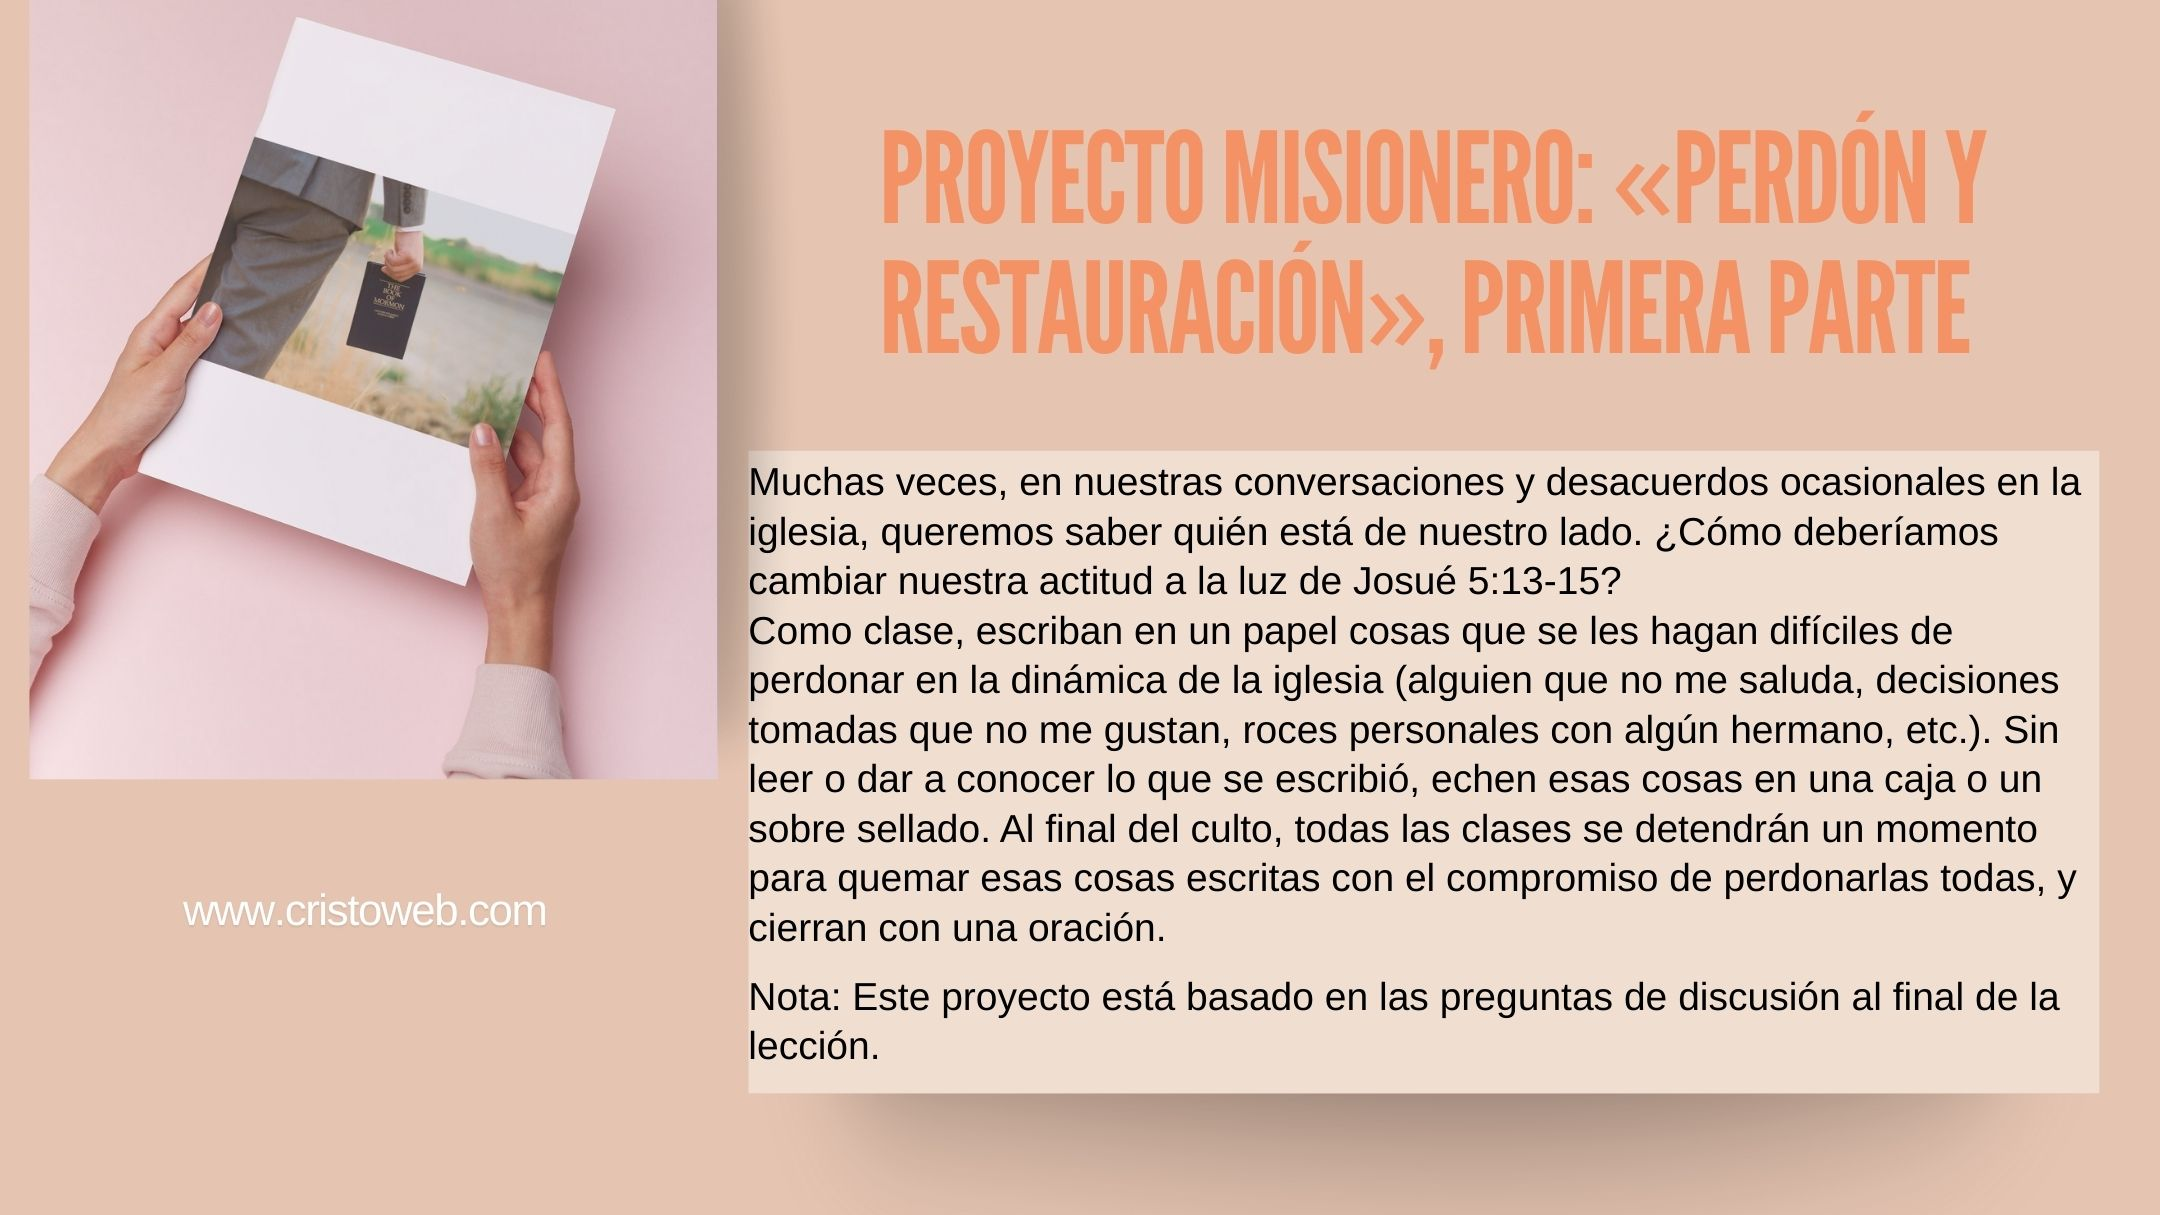 PROYECTO MISIONERO: «PERDÓN Y
RESTAURACIÓN», PRIMERA PARTE
THE
BOOK
OF
MORMON
Muchas veces, en nuestras conversaciones y desacuerdos ocasionales en la
iglesia, queremos saber quién está de nuestro lado. ¿Cómo deberíamos
cambiar nuestra actitud a la luz de Josué 5:13-15?
Como clase, escriban en un papel cosas que se les hagan difíciles de
perdonar en la dinámica de la iglesia (alguien que no me saluda, decisiones
tomadas que no me gustan, roces personales con algún hermano, etc.). Sin
leer o dar a conocer lo que se escribió, echen esas cosas en una caja o un
sobre sellado. Al final del culto, todas las clases se detendrán un momento
para quemar esas cosas escritas con el compromiso de perdonarlas todas, y
cierran con una oración.
Nota: Este proyecto está basado en las preguntas de discusión al final de la
lección.
www.cristoweb.com